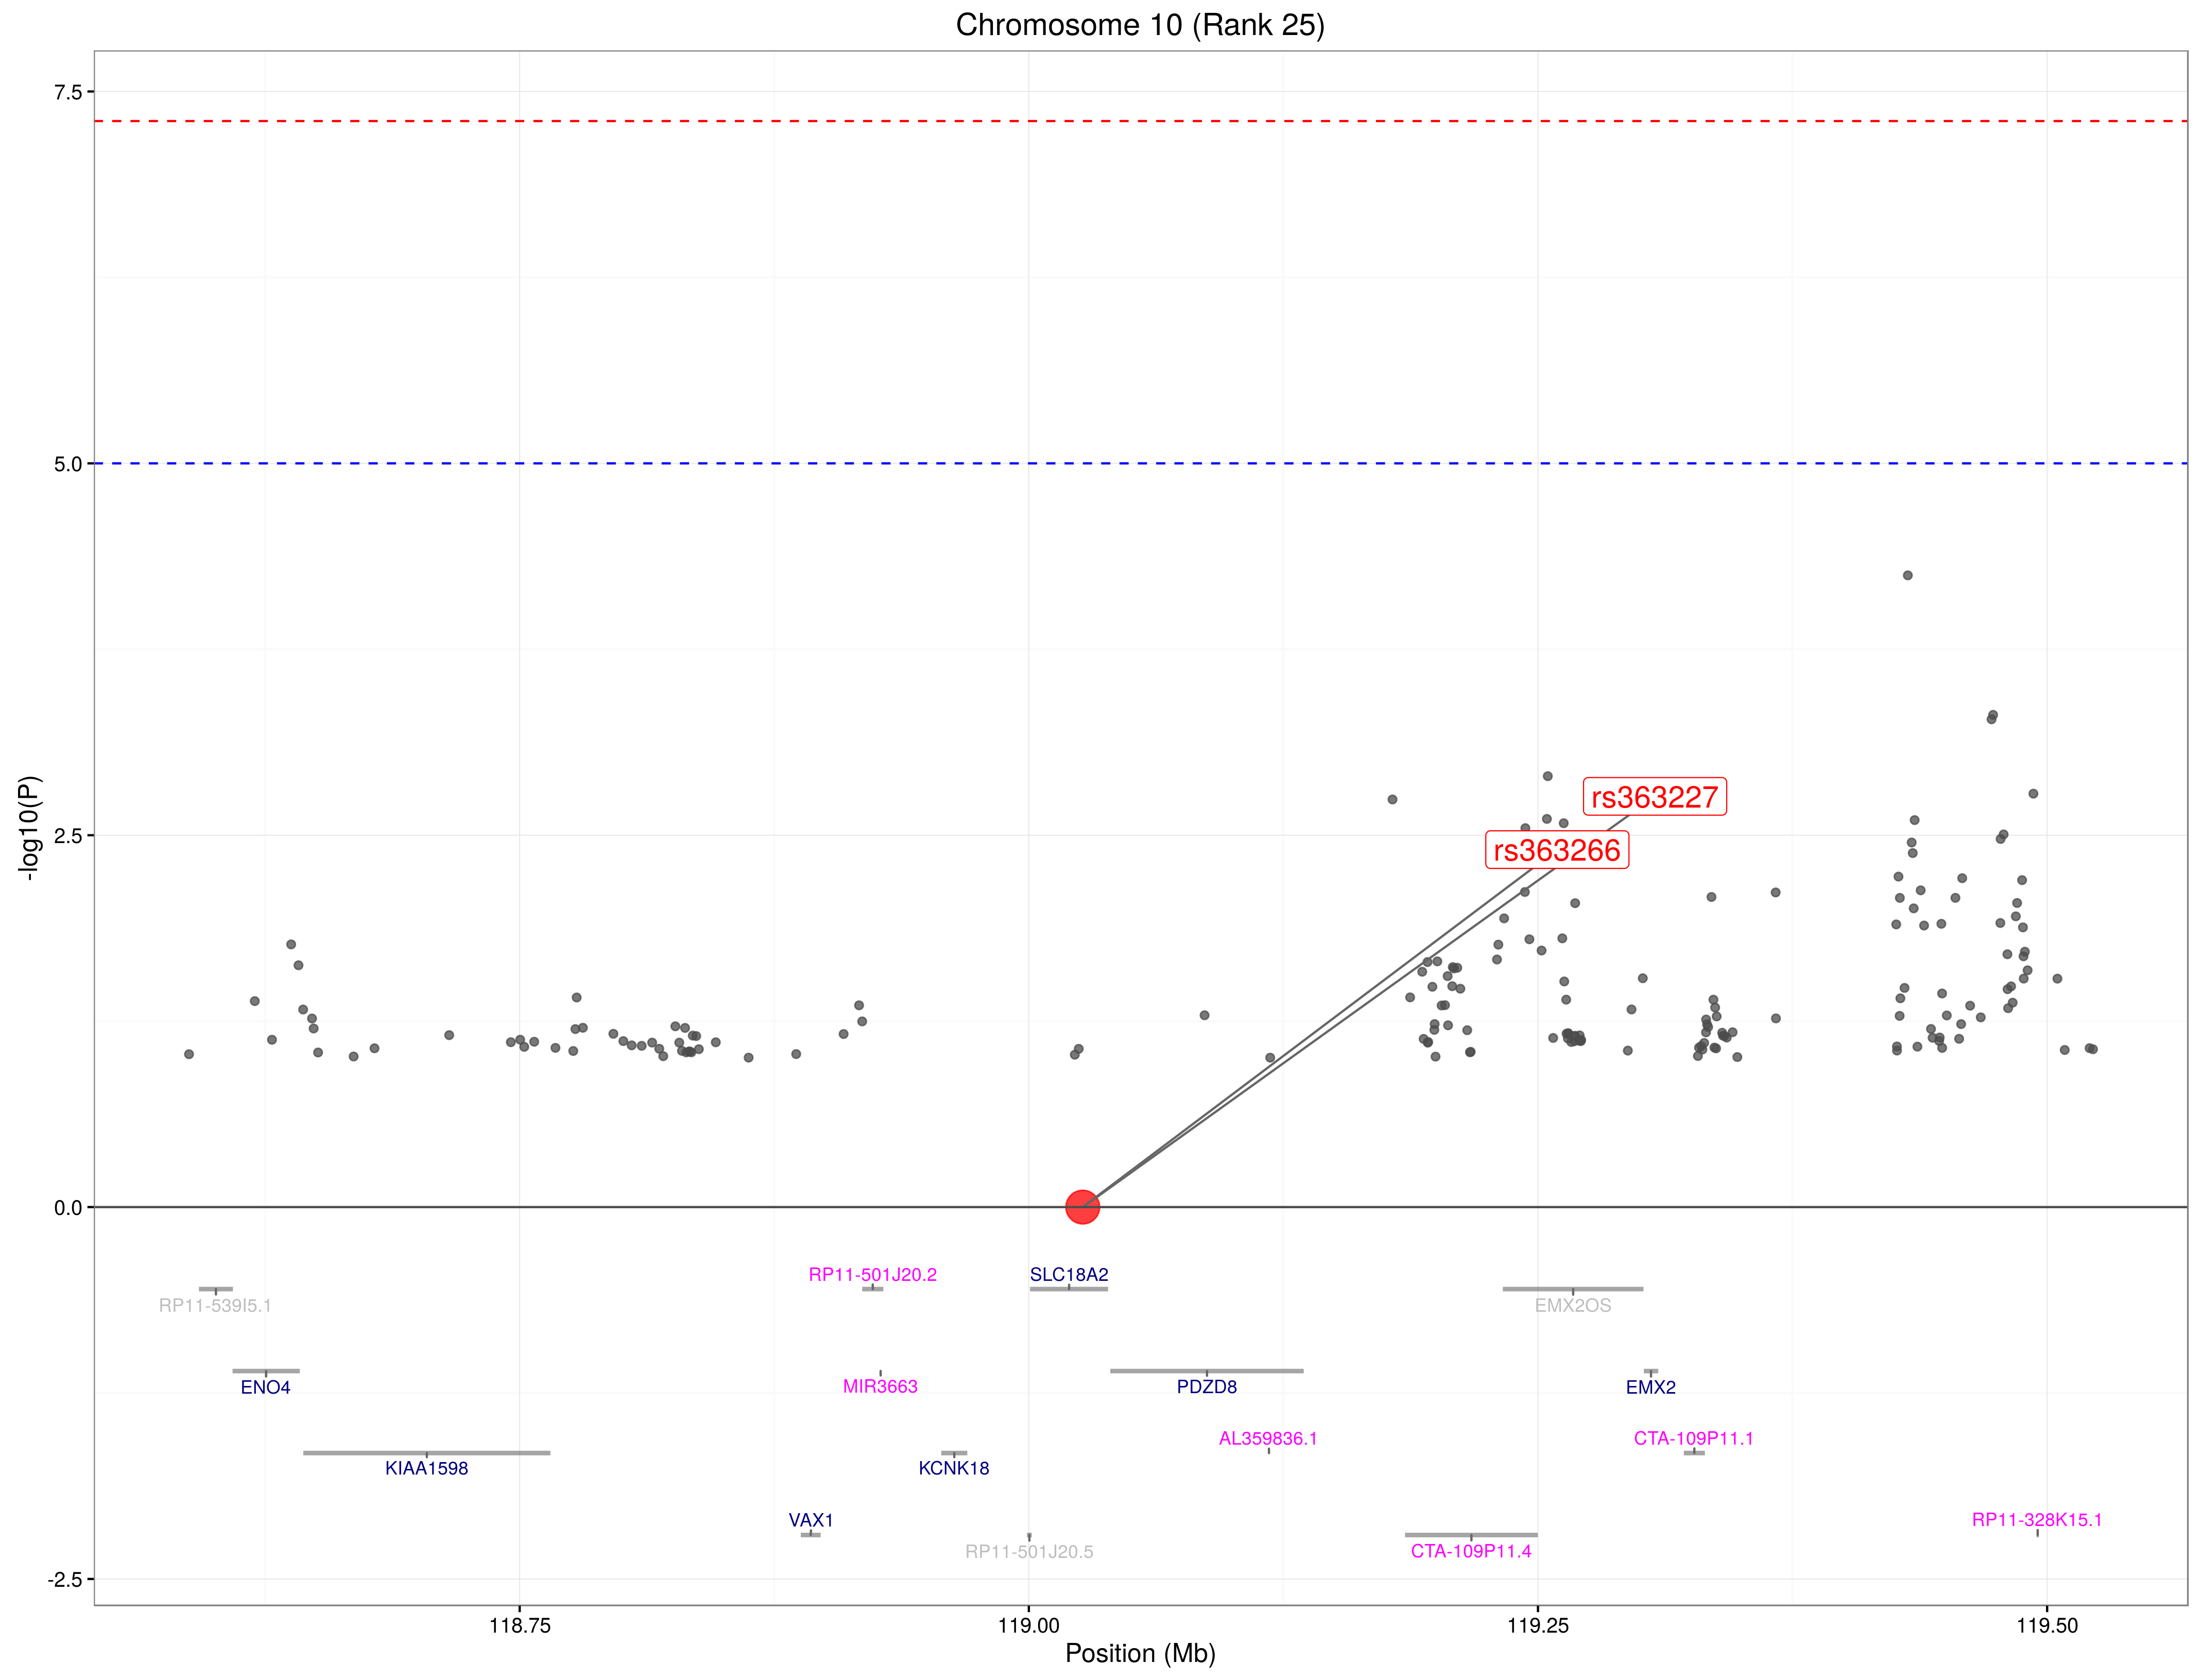 Chromosome 10 (Rank 25)
7.5
5.0
-log10(P)
rs363227
2.5
rs363266
0.0
RP11-501J20.2
SLC18A2
RP11-539I5.1
EMX2OS
ENO4
MIR3663
PDZD8
EMX2
AL359836.1
CTA-109P11.1
KIAA1598
KCNK18
VAX1
RP11-328K15.1
RP11-501J20.5
CTA-109P11.4
-2.5
118.75
119.00
119.25
119.50
Position (Mb)